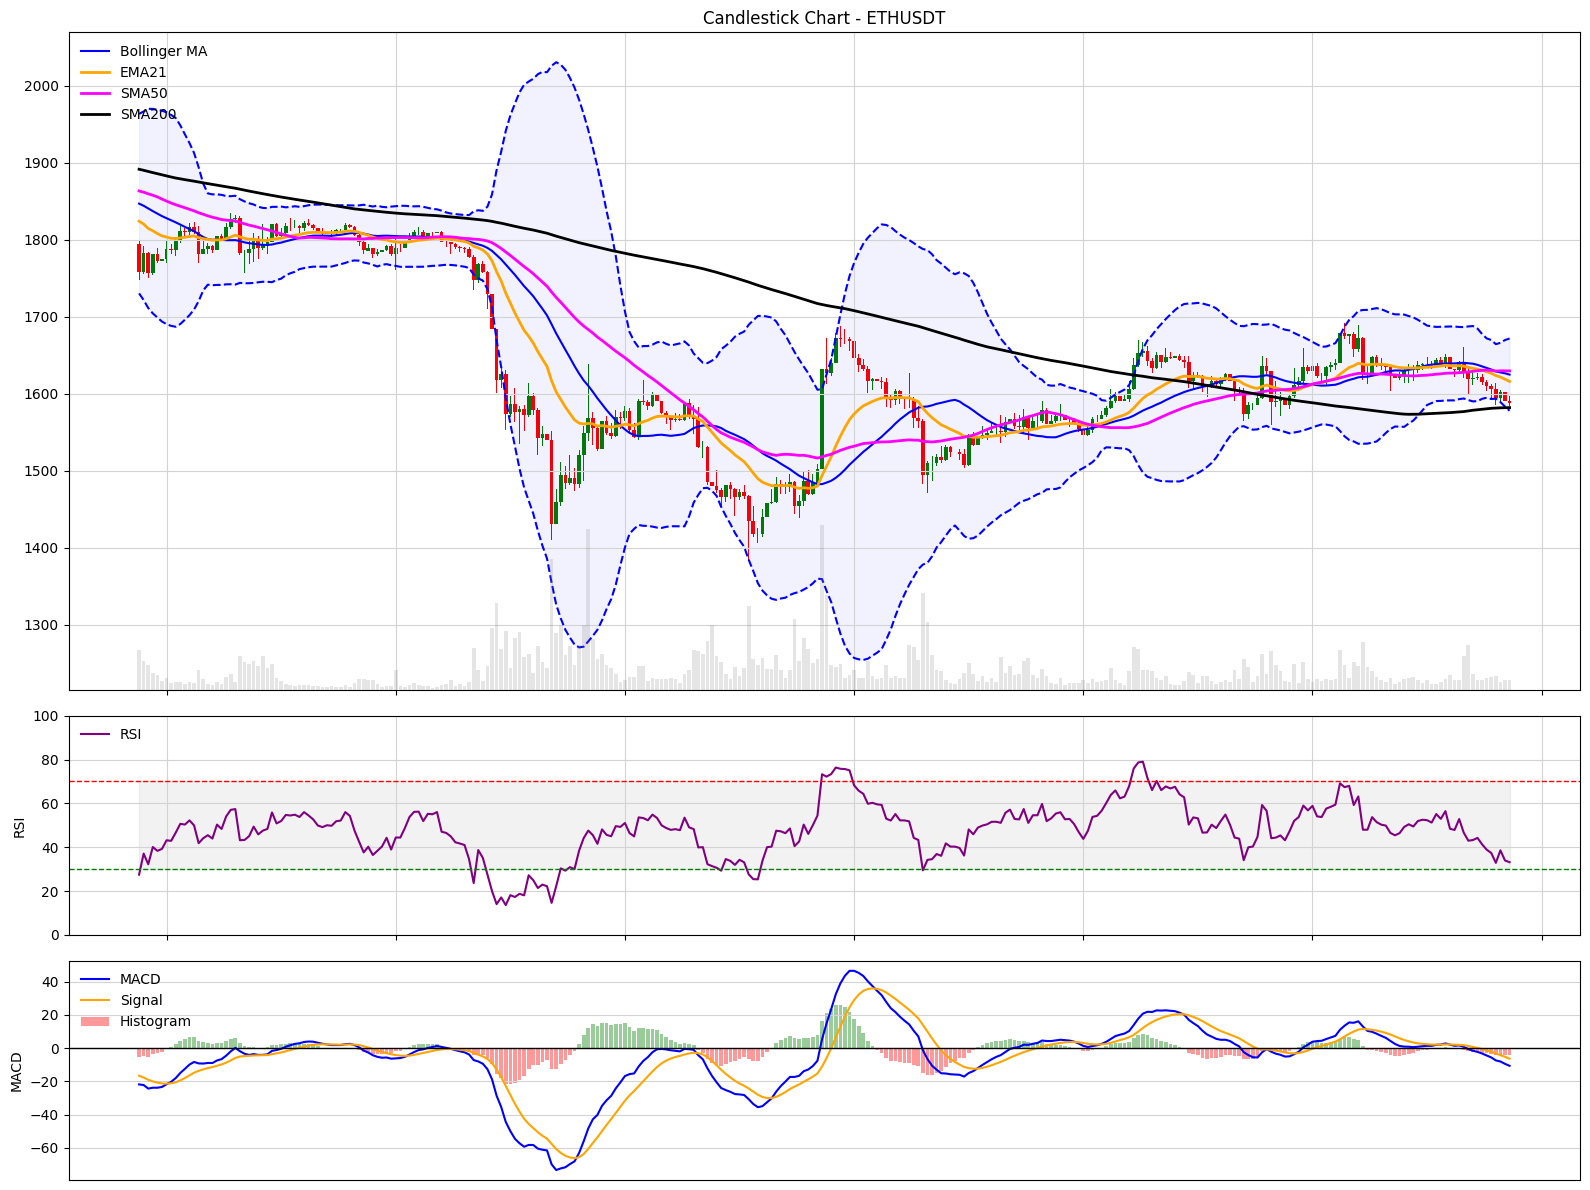 Candlestick Chart - ETHUSDT
Bollinger MA
EMA21
SMA50
SMA200
2000
1900
1800
1700
1600
1500
1400
1300
RSI
100
80
60
40
20
0
RSI
MACD
Signal
Histogram
40
20
0
−20
−40
−60
MACD